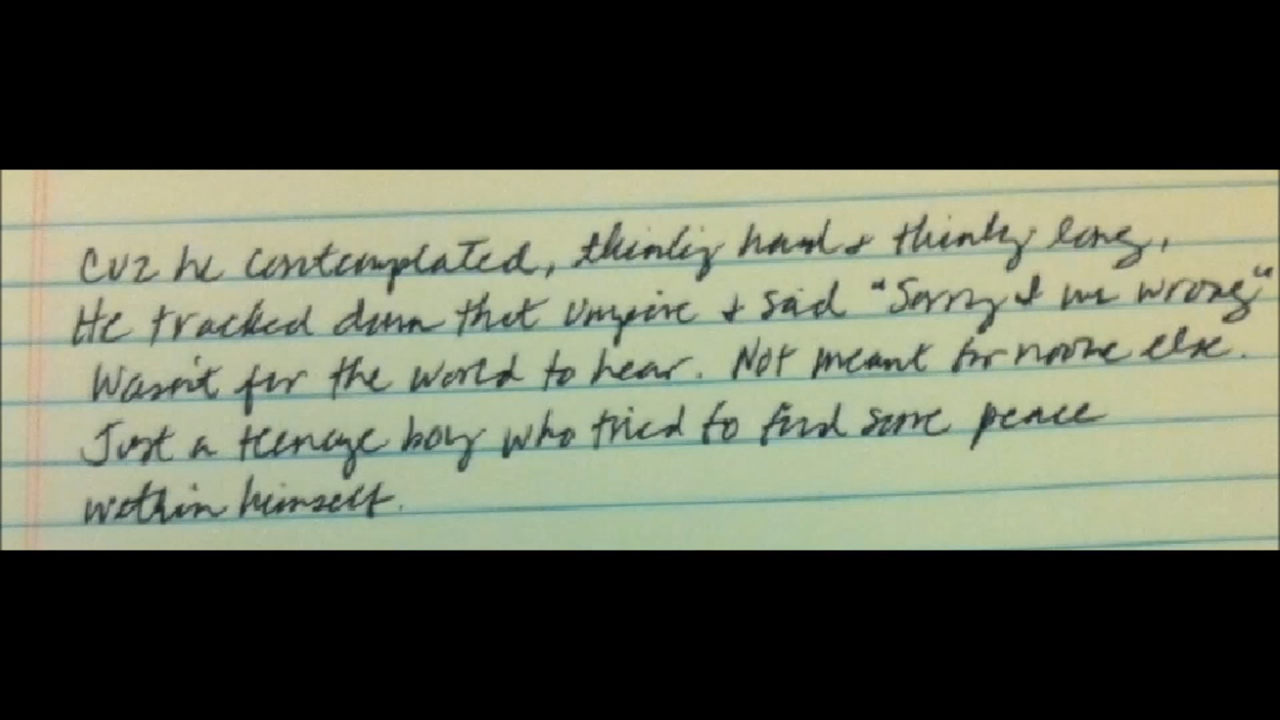 cuz he contemplated, thinking hard & thinking long,
He tracked down that umpire & said "Sorry I was wrong"
Wasn't for the world to hear. Not meant for noone else.
Just a teenage boy who tried to find some peace
within himself.